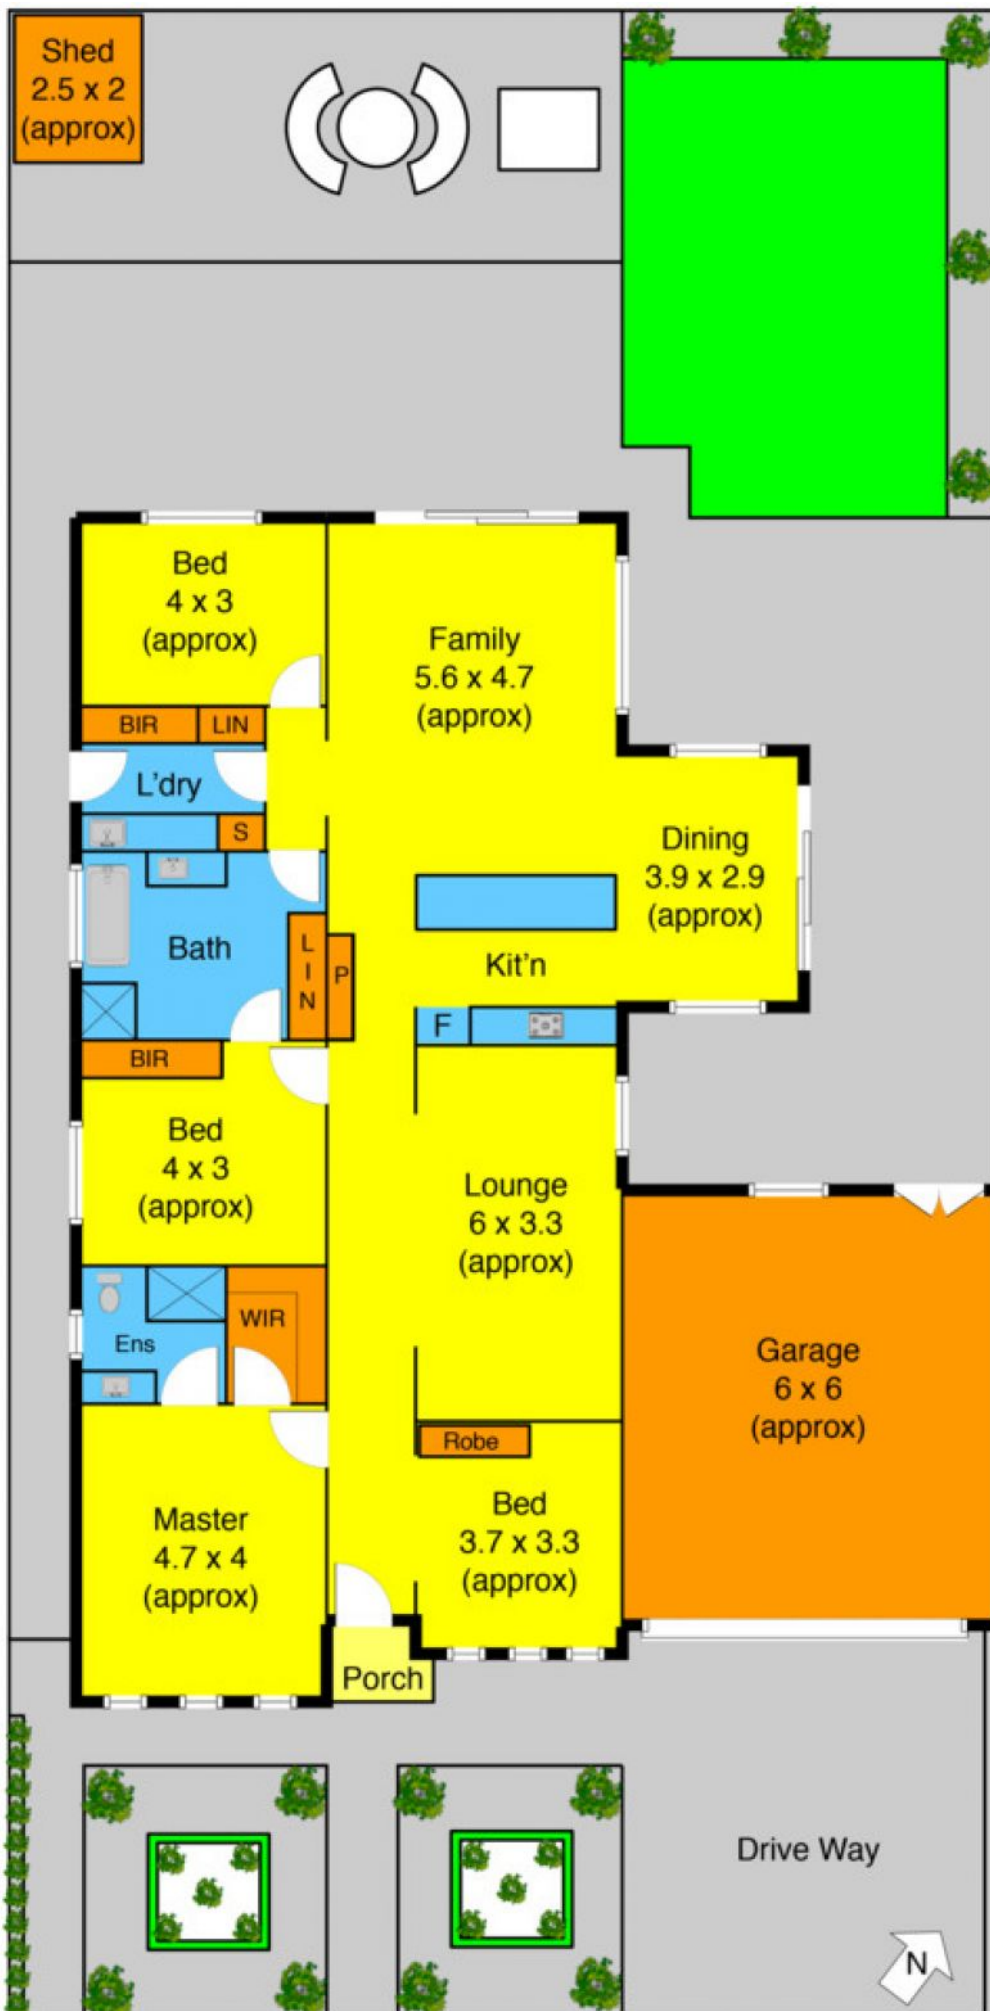 Shed
2.5 x 2
(approx)
Bed
4 x 3
(approx)
Family
5.6 x 4.7
(approx)
BIR
LIN
L'dry
S
Dining
3.9 x 2.9
(approx)
Bath
L
I
N
P
Kit'n
F
BIR
Bed
4 x 3
(approx)
Lounge
6 x 3.3
(approx)
WIR
Ens
Garage
6 x 6
(approx)
Robe
Master
4.7 x 4
(approx)
Bed
3.7 x 3.3
(approx)
Porch
Drive Way
N